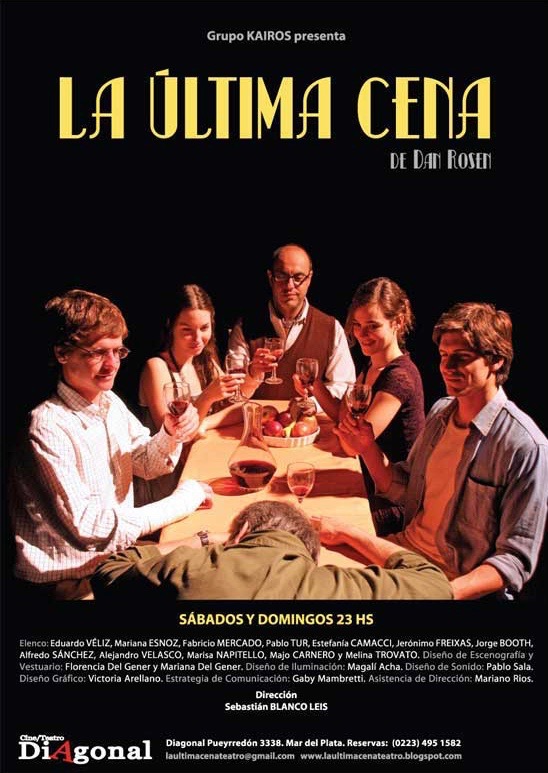 Grupo KAIROS presenta
LA ÚLTIMA CENA
DE DAN ROSEN
SÁBADOS Y DOMINGOS 23 HS
Elenco: Eduardo VÉLIZ, Mariana ESNOZ, Fabricio MERCADO, Pablo TUR, Estefanía CAMACCI, Jerónimo FREIXAS, Jorge BOOTH,
Alfredo SÁNCHEZ, Alejandro VELASCO, Marisa NAPITELLO, Majo CARNERO y Melina TROVATO. Diseño de Escenografía y
Vestuario: Florencia Del Gener y Mariana Del Gener. Diseño de Iluminación: Magalí Acha. Diseño de Sonido: Pablo Sala.
Diseño Gráfico: Victoria Arellano. Estrategia de Comunicación: Gaby Mambretti. Asistencia de Dirección: Mariano Rios.
Dirección
Sebastián BLANCO LEIS
Cine/Teatro
DiAgonal
Diagonal Pueyrredón 3338. Mar del Plata. Reservas: (0223) 495 1582
laultimacenateatro@gmail.com www.laultimacenateatro.blogspot.com